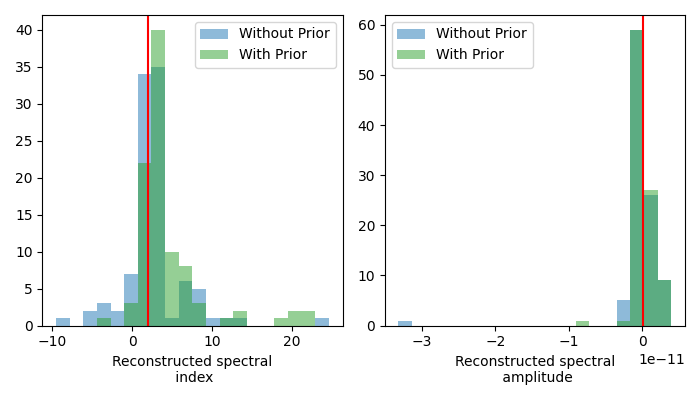 Without Prior
With Prior
40
35
30
25
20
15
10
5
0
−10
0
10
20
Reconstructed spectral
index
Without Prior
With Prior
60
50
40
30
20
10
0
−3
−2
−1
0
1e−11
Reconstructed spectral
amplitude